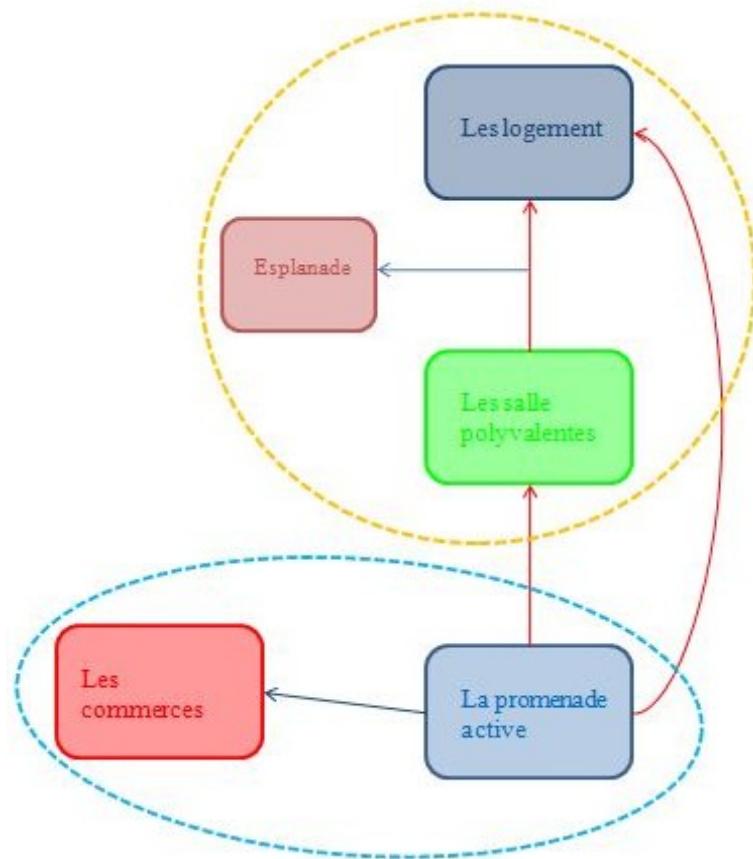 Les logement
Esplanade
Les salle
polyvalentes
Les
commerces
La promenade
active